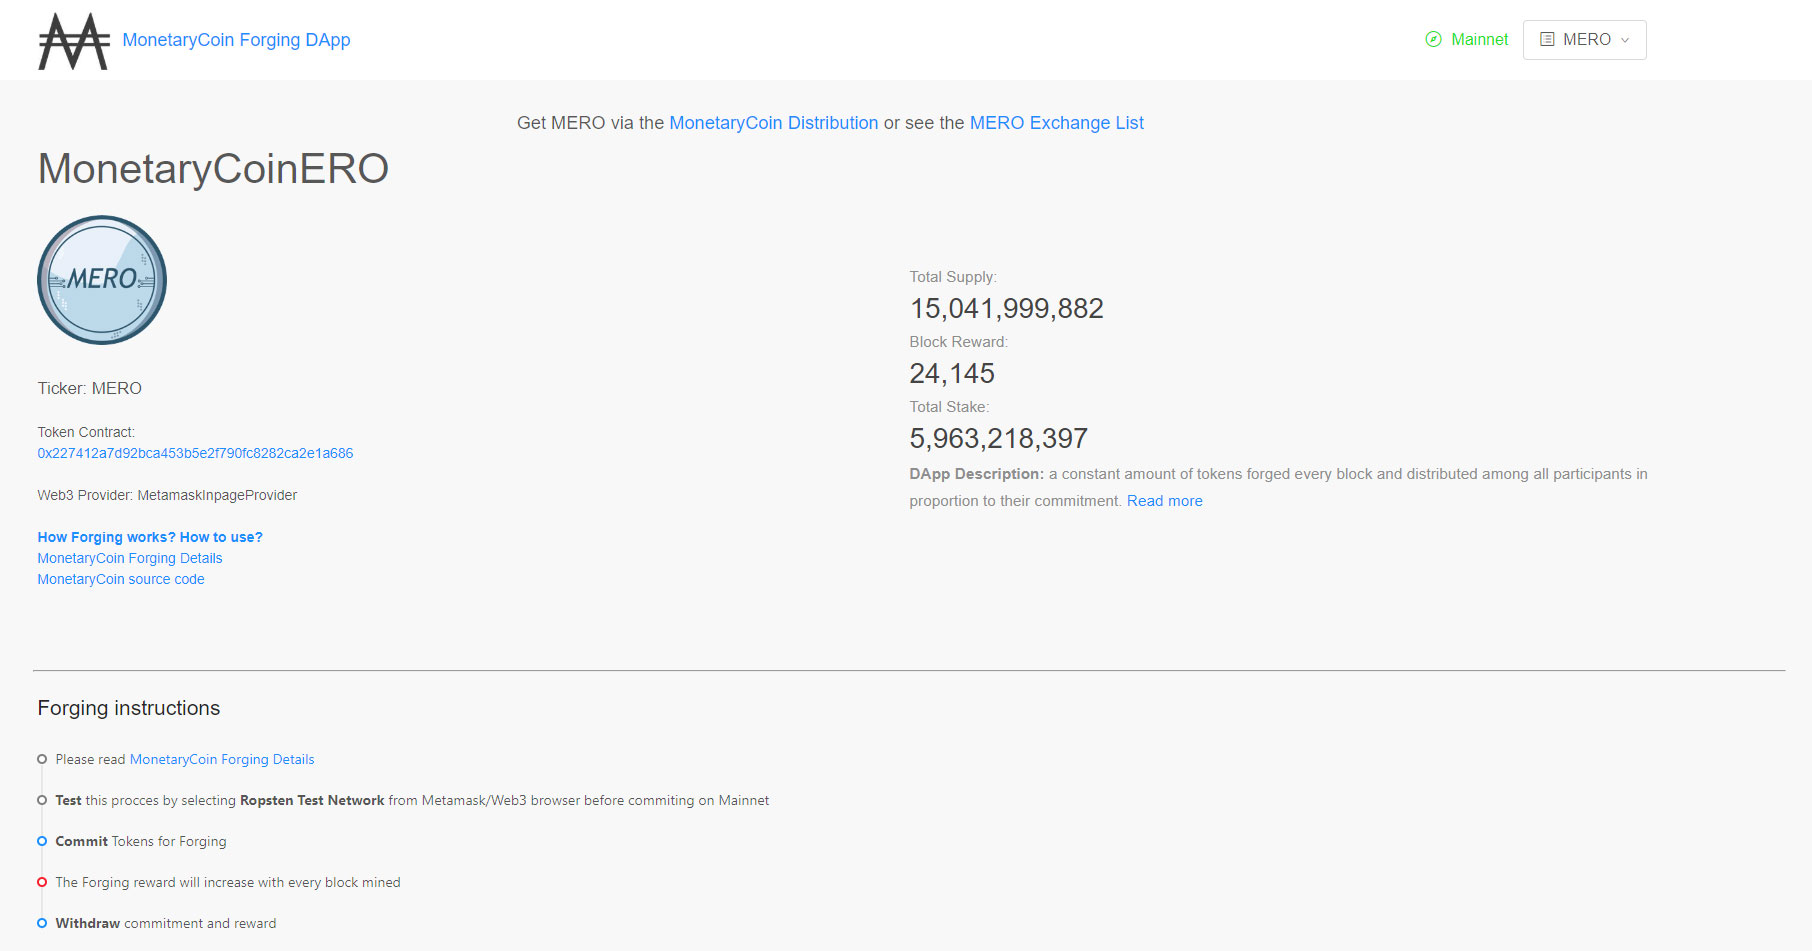 MonetaryCoin Forging DApp
Mainnet
MERO
Get MERO via the MonetaryCoin Distribution or see the MERO Exchange List
MonetaryCoinERO
MERO
Ticker: MERO
Token Contract:
0x227412a7d92bca453b5e2f790fc8282ca2e1a686
Web3 Provider: MetamaskInpageProvider
How Forging works? How to use?
MonetaryCoin Forging Details
MonetaryCoin source code
Total Supply:
15,041,999,882
Block Reward:
24,145
Total Stake:
5,963,218,397
DApp Description: a constant amount of tokens forged every block and distributed among all participants in
proportion to their commitment. Read more
Forging instructions
Please read MonetaryCoin Forging Details
Test this procces by selecting Ropsten Test Network from Metamask/Web3 browser before commiting on Mainnet
Commit Tokens for Forging
The Forging reward will increase with every block mined
Withdraw commitment and reward